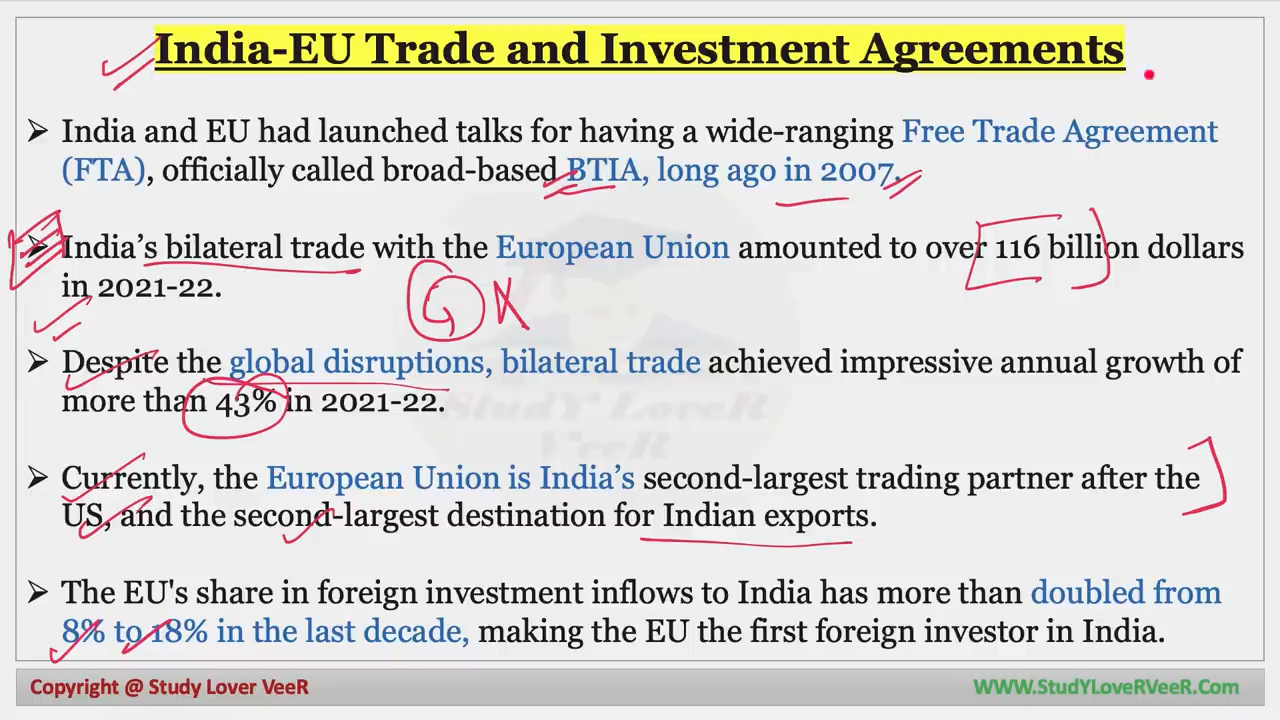 India-EU Trade and Investment Agreements
➢ India and EU had launched talks for having a wide-ranging Free Trade Agreement
(FTA), officially called broad-based BTIA, long ago in 2007.
➢ India's bilateral trade with the European Union amounted to over 116 billion dollars
in 2021-22.
➢ Despite the global disruptions, bilateral trade achieved impressive annual growth of
more than 43% in 2021-22.
StudY LoveR
VeeR
➢ Currently, the European Union is India's second-largest trading partner after the
US, and the second-largest destination for Indian exports.
➢ The EU's share in foreign investment inflows to India has more than doubled from
8% to 18% in the last decade, making the EU the first foreign investor in India.
Copyright @ Study Lover VeeR
WWW.StudYLoveRVeeR.Com